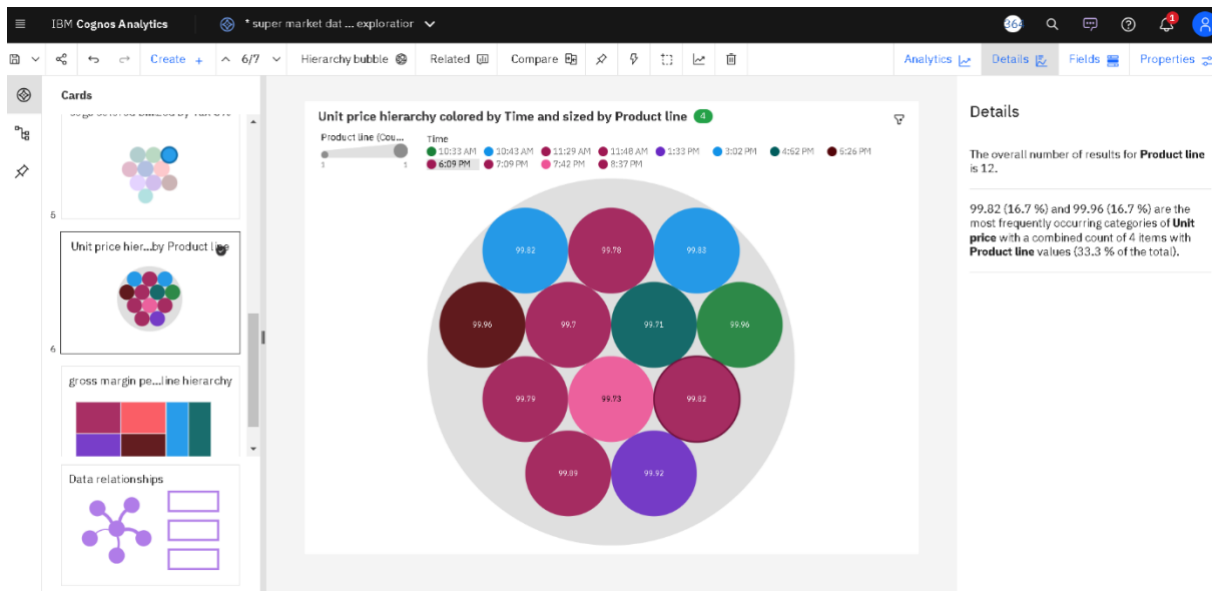 IBM Cognos Analytics
* super market dat ... exploratior
364
1
Create +
6/7
Hierarchy bubble
Related
Compare
Analytics
Details
Fields
Properties
Cards
6
Unit price hier...by Product line
6
gross margin pe...line hierarchy
Data relationships
Unit price hierarchy colored by Time and sized by Product line 4
Product line (Cou...
1 1
Time
10:33 AM 10:43 AM 11:29 AM 11:48 AM 1:33 PM 3:02 PM 4:52 PM 5:26 PM
6:09 PM 7:09 PM 7:42 PM 8:37 PM
99.82 99.78 99.83
99.96 99.7 99.71 99.96
99.79 99.73 99.82
99.89 99.92
Details
The overall number of results for Product line
is 12.
99.82 (16.7 %) and 99.96 (16.7 %) are the
most frequently occurring categories of Unit
price with a combined count of 4 items with
Product line values (33.3 % of the total).